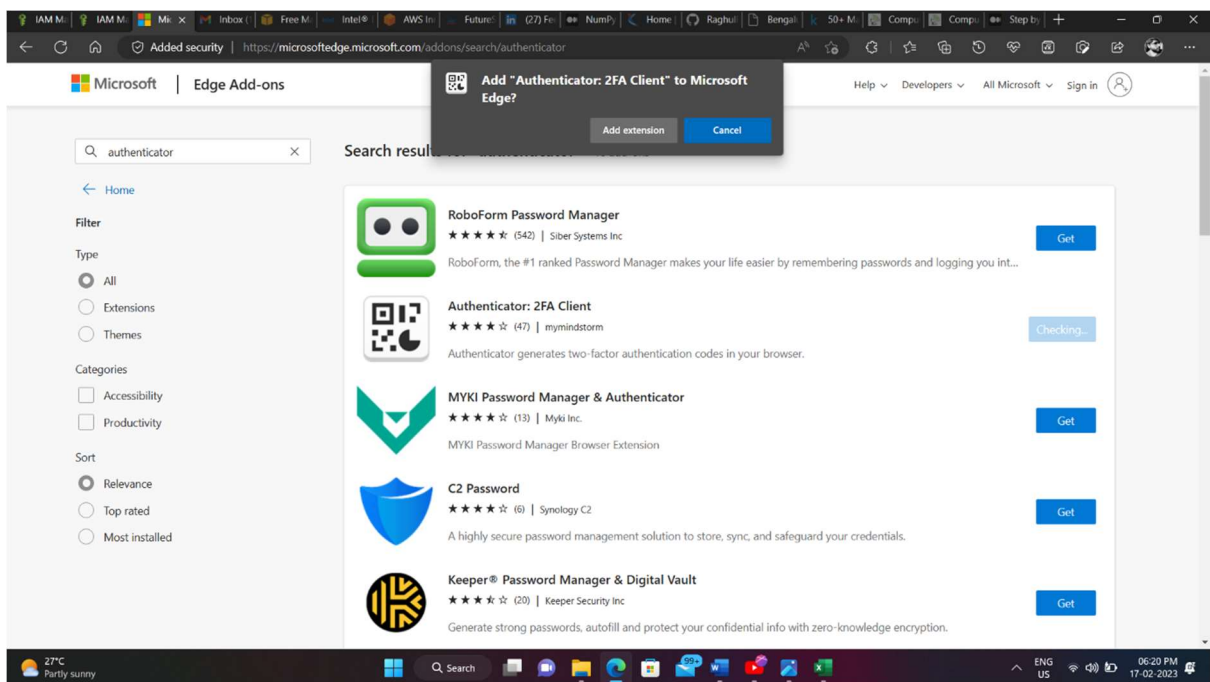 IAM Ma
IAM Ma
Mic
Inbox (1
Free M
Intel®
AWS In
Future
(27) Fe
NumPy
Home
Raghul
Bengal
50+ M
Compu
Compu
Step by
Added security | https://microsoftedge.microsoft.com/addons/search/authenticator
Microsoft | Edge Add-ons
Help
Developers
All Microsoft
Sign in
Add "Authenticator: 2FA Client" to Microsoft
Edge?
Add extension
Cancel
authenticator
Home
Filter
Type
All
Extensions
Themes
Categories
Accessibility
Productivity
Sort
Relevance
Top rated
Most installed
Search
RoboForm Password Manager
(542) | Siber Systems Inc
RoboForm, the #1 ranked Password Manager makes your life easier by remembering passwords and logging you int...
Get
Authenticator: 2FA Client
(47) | mymindstorm
Authenticator generates two-factor authentication codes in your browser.
Checking...
MYKI Password Manager & Authenticator
(13) | Myki Inc.
MYKI Password Manager Browser Extension
Get
C2 Password
(6) | Synology C2
A highly secure password management solution to store, sync, and safeguard your credentials.
Get
Keeper® Password Manager & Digital Vault
(20) | Keeper Security Inc
Generate strong passwords, autofill and protect your confidential info with zero-knowledge encryption.
Get
27°C
Partly sunny
Search
99+
ENG
US
06:20 PM
17-02-2023